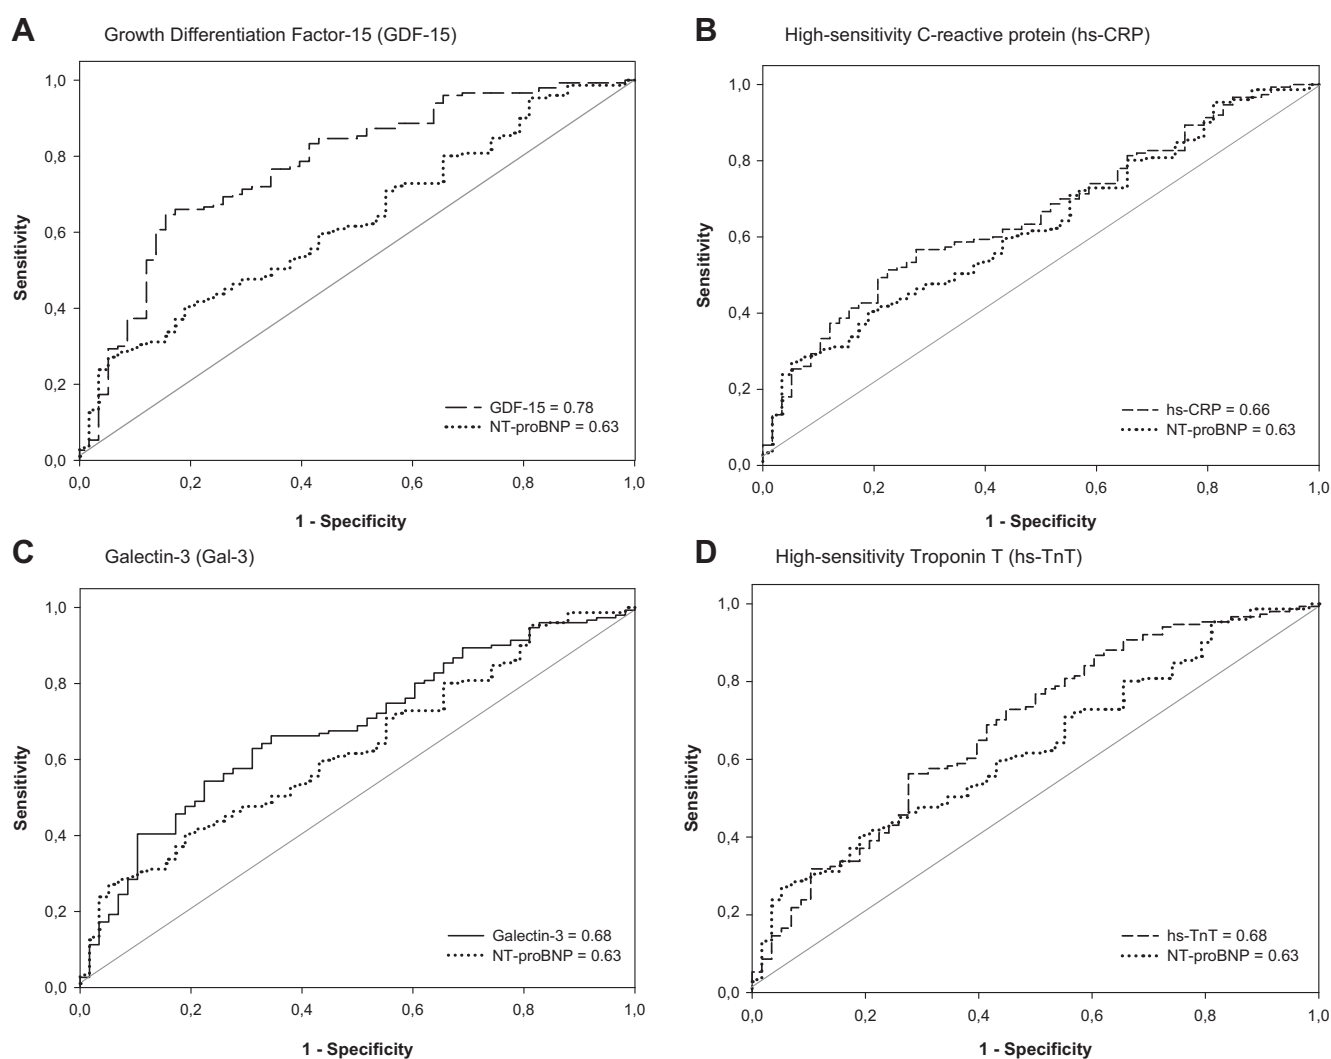 A
Growth Differentiation Factor-15 (GDF-15)
1,0
0,8
0,6
0,4
0,2
0,0
Sensitivity
GDF-15 = 0.78
NT-proBNP = 0.63
0,0 0,2 0,4 0,6 0,8 1,0
1 - Specificity
B
High-sensitivity C-reactive protein (hs-CRP)
1,0
0,8
0,6
0,4
0,2
0,0
Sensitivity
hs-CRP = 0.66
NT-proBNP = 0.63
0,0 0,2 0,4 0,6 0,8 1,0
1 - Specificity
C
Galectin-3 (Gal-3)
1,0
0,8
0,6
0,4
0,2
0,0
Sensitivity
Galectin-3 = 0.68
NT-proBNP = 0.63
0,0 0,2 0,4 0,6 0,8 1,0
1 - Specificity
D
High-sensitivity Troponin T (hs-TnT)
1,0
0,8
0,6
0,4
0,2
0,0
Sensitivity
hs-TnT = 0.68
NT-proBNP = 0.63
0,0 0,2 0,4 0,6 0,8 1,0
1 - Specificity